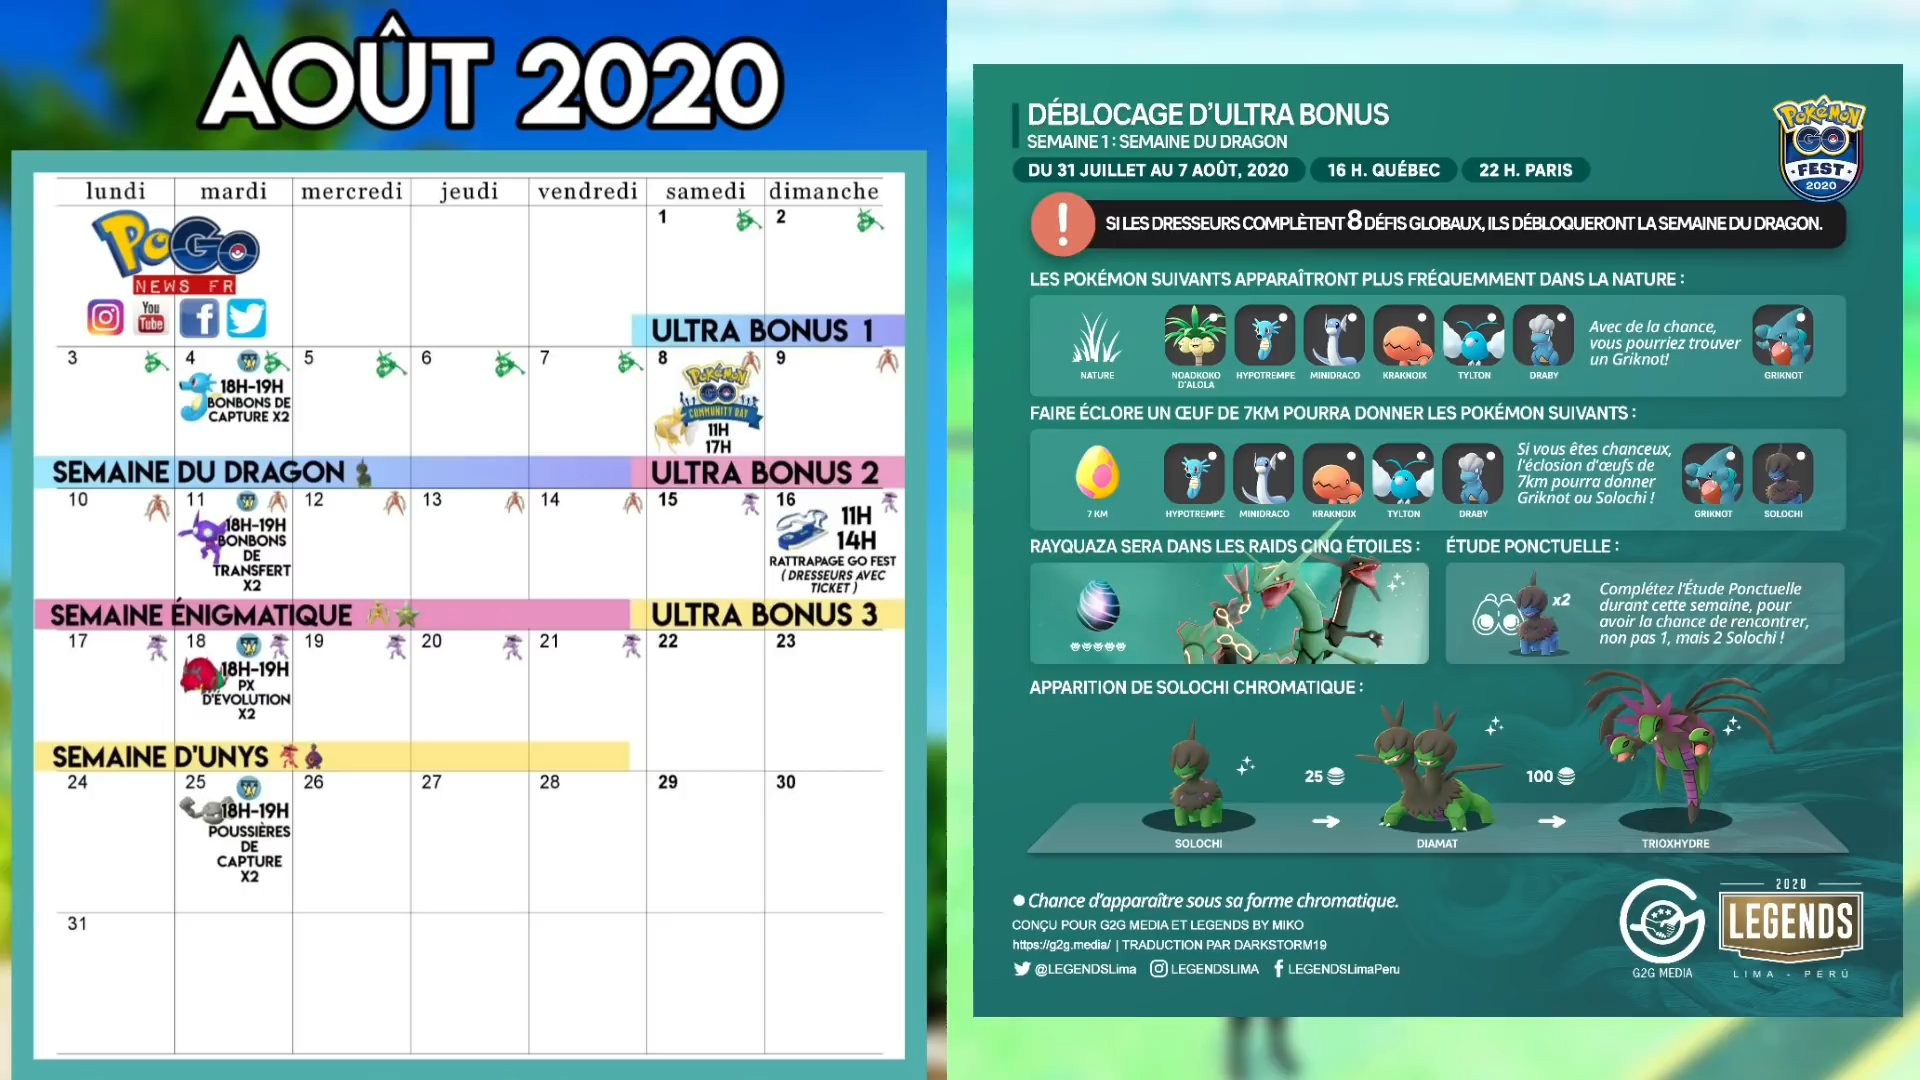 AOÛT 2020
lundi mardi mercredi jeudi vendredi samedi dimanche
PoGo
NEWS FR
You
Tube
1
2
ULTRA BONUS 1
3
4
18H-19H
BONBONS DE
CAPTURE X2
5
6
7
8
POKÉMON
GO
COMMUNITY DAY
11H
17H
9
SEMAINE DU DRAGON
ULTRA BONUS 2
10
11
18H-19H
BONBONS
DE
TRANSFERT
X2
12
13
14
15
16
11H
14H
RATTRAPAGE GO FEST
( DRESSEURS AVEC
TICKET )
SEMAINE ÉNIGMATIQUE
ULTRA BONUS 3
17
18
18H-19H
PX
D'ÉVOLUTION
X2
19
20
21
22
23
SEMAINE D'UNYS
24
25
18H-19H
POUSSIÈRES
DE
CAPTURE
X2
26
27
28
29
30
31
DÉBLOCAGE D'ULTRA BONUS
SEMAINE 1 : SEMAINE DU DRAGON
DU 31 JUILLET AU 7 AOÛT, 2020
16 H. QUÉBEC
22 H. PARIS
POKÉMON
GO
FEST
2020
! SI LES DRESSEURS COMPLÈTENT 8 DÉFIS GLOBAUX, ILS DÉBLOQUERONT LA SEMAINE DU DRAGON.
LES POKÉMON SUIVANTS APPARAÎTRONT PLUS FRÉQUEMMENT DANS LA NATURE :
NATURE
NOADKOKO
D'ALOLA
HYPOTREMPE
MINIDRACO
KRAKNOIX
TYLTON
DRABY
Avec de la chance,
vous pourriez trouver
un Griknot!
GRIKNOT
FAIRE ÉCLORE UN ŒUF DE 7KM POURRA DONNER LES POKÉMON SUIVANTS :
7 KM
HYPOTREMPE
MINIDRACO
KRAKNOIX
TYLTON
DRABY
Si vous êtes chanceux,
l'éclosion d'œufs de
7km pourra donner
Griknot ou Solochi !
GRIKNOT
SOLOCHI
RAYQUAZA SERA DANS LES RAIDS CINQ ÉTOILES :
ÉTUDE PONCTUELLE :
x2
Complétez l'Étude Ponctuelle
durant cette semaine, pour
avoir la chance de rencontrer,
non pas 1, mais 2 Solochi !
APPARITION DE SOLOCHI CHROMATIQUE :
25
100
SOLOCHI
DIAMAT
TRIOXHYDRE
Chance d'apparaître sous sa forme chromatique.
CONÇU POUR G2G MEDIA ET LEGENDS BY MIKO
https://g2g.media/ | TRADUCTION PAR DARKSTORM19
@LEGENDSLima LEGENDSLIMA LEGENDSLimaPeru
G2G MEDIA
2020
LEGENDS
LIMA - PERÚ